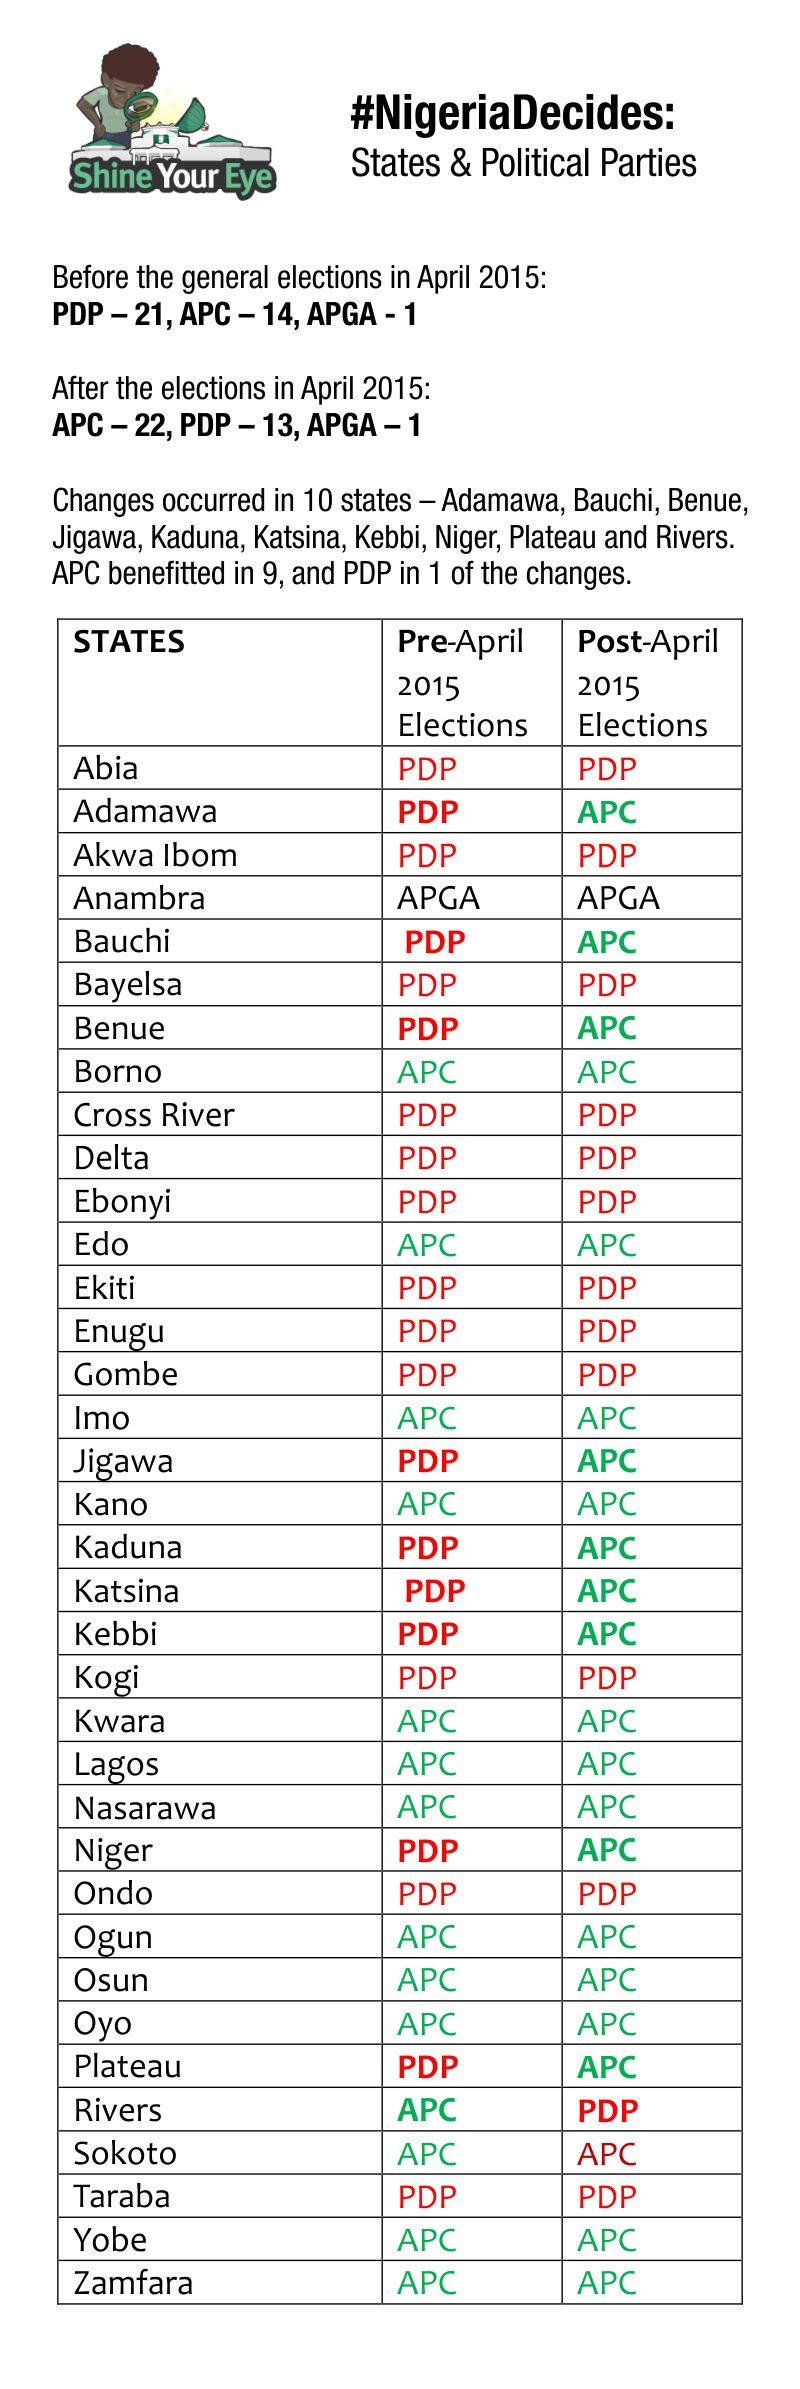 Shine Your Eye
#NigeriaDecides:
States & Political Parties
Before the general elections in April 2015:
PDP – 21, APC – 14, APGA - 1
After the elections in April 2015:
APC – 22, PDP – 13, APGA – 1
Changes occurred in 10 states – Adamawa, Bauchi, Benue,
Jigawa, Kaduna, Katsina, Kebbi, Niger, Plateau and Rivers.
APC benefitted in 9, and PDP in 1 of the changes.
STATES Pre-April 2015 Elections Post-April 2015 Elections
Abia PDP PDP
Adamawa PDP APC
Akwa Ibom PDP PDP
Anambra APGA APGA
Bauchi PDP APC
Bayelsa PDP PDP
Benue PDP APC
Borno APC APC
Cross River PDP PDP
Delta PDP PDP
Ebonyi PDP PDP
Edo APC APC
Ekiti PDP PDP
Enugu PDP PDP
Gombe PDP PDP
Imo APC APC
Jigawa PDP APC
Kano APC APC
Kaduna PDP APC
Katsina PDP APC
Kebbi PDP APC
Kogi PDP PDP
Kwara APC APC
Lagos APC APC
Nasarawa APC APC
Niger PDP APC
Ondo PDP PDP
Ogun APC APC
Osun APC APC
Oyo APC APC
Plateau PDP APC
Rivers APC PDP
Sokoto APC APC
Taraba PDP PDP
Yobe APC APC
Zamfara APC APC